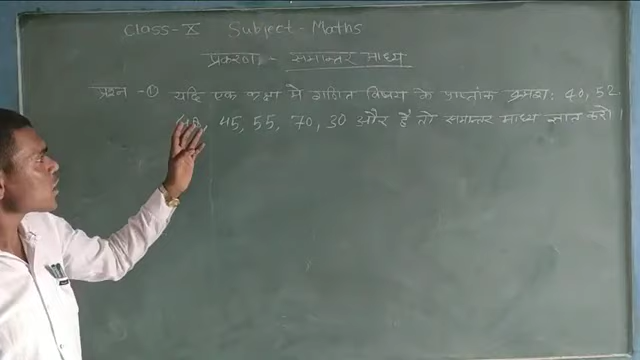 Class-X Subject-Maths
प्रकरण - समान्तर माध्य
प्रश्न -① यदि एक कक्षा में गणित विषय के प्राप्तांक क्रमशः 40, 52
48, 45, 55, 70, 30 और हैं तो समान्तर माध्य ज्ञात करो।